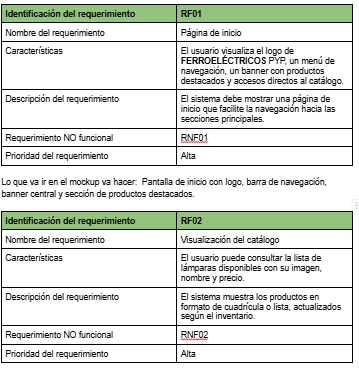 Identificación del requerimiento RF01
Nombre del requerimiento Página de inicio
Características El usuario visualiza el logo de
FERROELÉCTRICOS PYP, un menú de
navegación, un banner con productos
destacados y accesos directos al catálogo.
Descripción del requerimiento El sistema debe mostrar una página de
inicio que facilite la navegación hacia las
secciones principales.
Requerimiento NO funcional RNF01
Prioridad del requerimiento Alta
Lo que va ir en el mockup va hacer: Pantalla de inicio con logo, barra de navegación,
banner central y sección de productos destacados.
Identificación del requerimiento RF02
Nombre del requerimiento Visualización del catálogo
Características El usuario puede consultar la lista de
lámparas disponibles con su imagen,
nombre y precio.
Descripción del requerimiento El sistema muestra los productos en
formato de cuadrícula o lista, actualizados
según el inventario.
Requerimiento NO funcional RNF02
Prioridad del requerimiento Alta